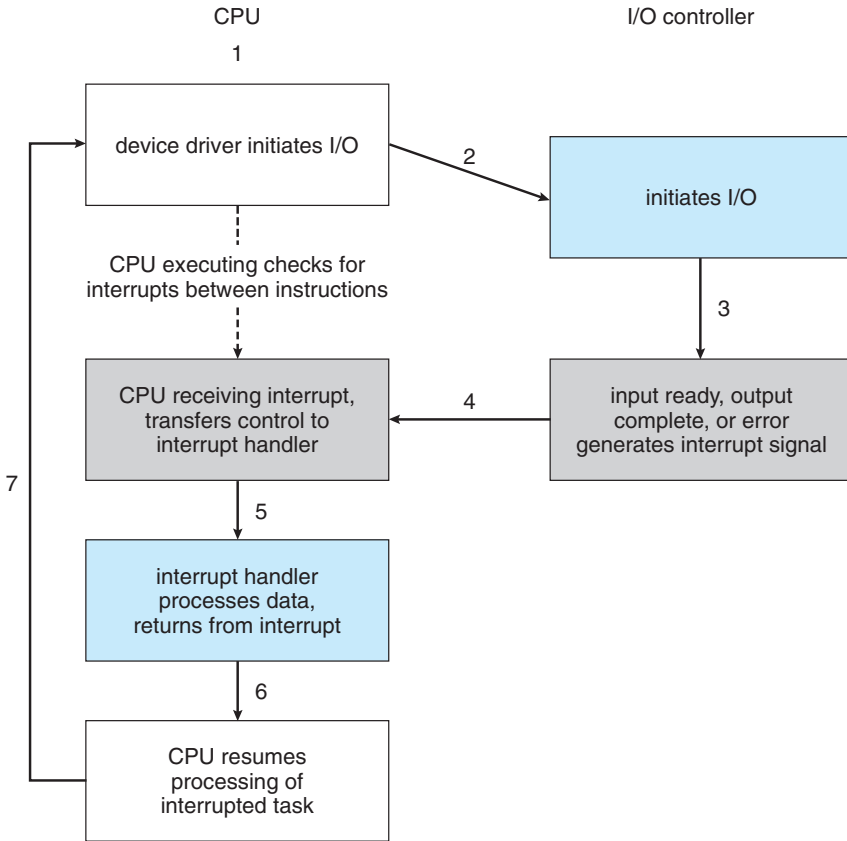 CPU
I/O controller
1
device driver initiates I/O
2
initiates I/O
CPU executing checks for
interrupts between instructions
3
CPU receiving interrupt,
transfers control to
interrupt handler
4
input ready, output
complete, or error
generates interrupt signal
7
5
interrupt handler
processes data,
returns from interrupt
6
CPU resumes
processing of
interrupted task